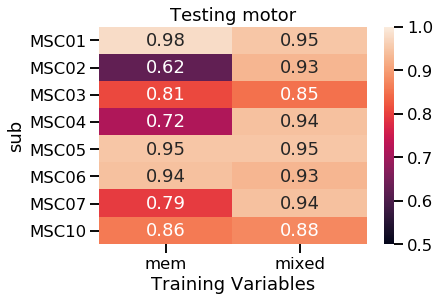 Testing motor
MSC01 0.98 0.95 1.0
MSC02 0.62 0.93
MSC03 0.81 0.85 0.9
MSC04 0.72 0.94 0.8
MSC05 0.95 0.95
MSC06 0.94 0.93 0.7
MSC07 0.79 0.94 0.6
MSC10 0.86 0.88 0.5
sub
mem mixed
Training Variables